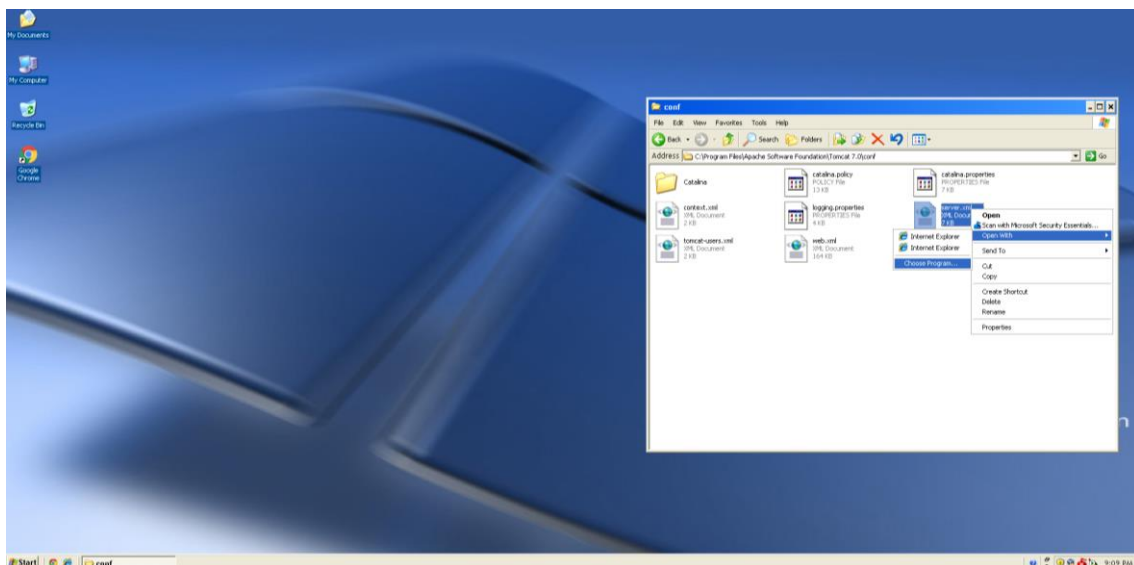 My Documents
My Computer
Recycle Bin
Google
Chrome
conf
File Edit View Favorites Tools Help
Back Search Folders
Address C:\Program Files\Apache Software Foundation\Tomcat 7.0\conf Go
Catalina
catalina.policy
POLICY File
13 KB
catalina.properties
PROPERTIES File
7 KB
context.xml
XML Document
2 KB
logging.properties
PROPERTIES File
4 KB
server.xml
XML Docum
7 KB
tomcat-users.xml
XML Document
2 KB
web.xml
XML Document
164 KB
Open
Scan with Microsoft Security Essentials...
Open With
Send To
Cut
Copy
Create Shortcut
Delete
Rename
Properties
Internet Explorer
Internet Explorer
Choose Program...
n
Start conf 9:09 PM